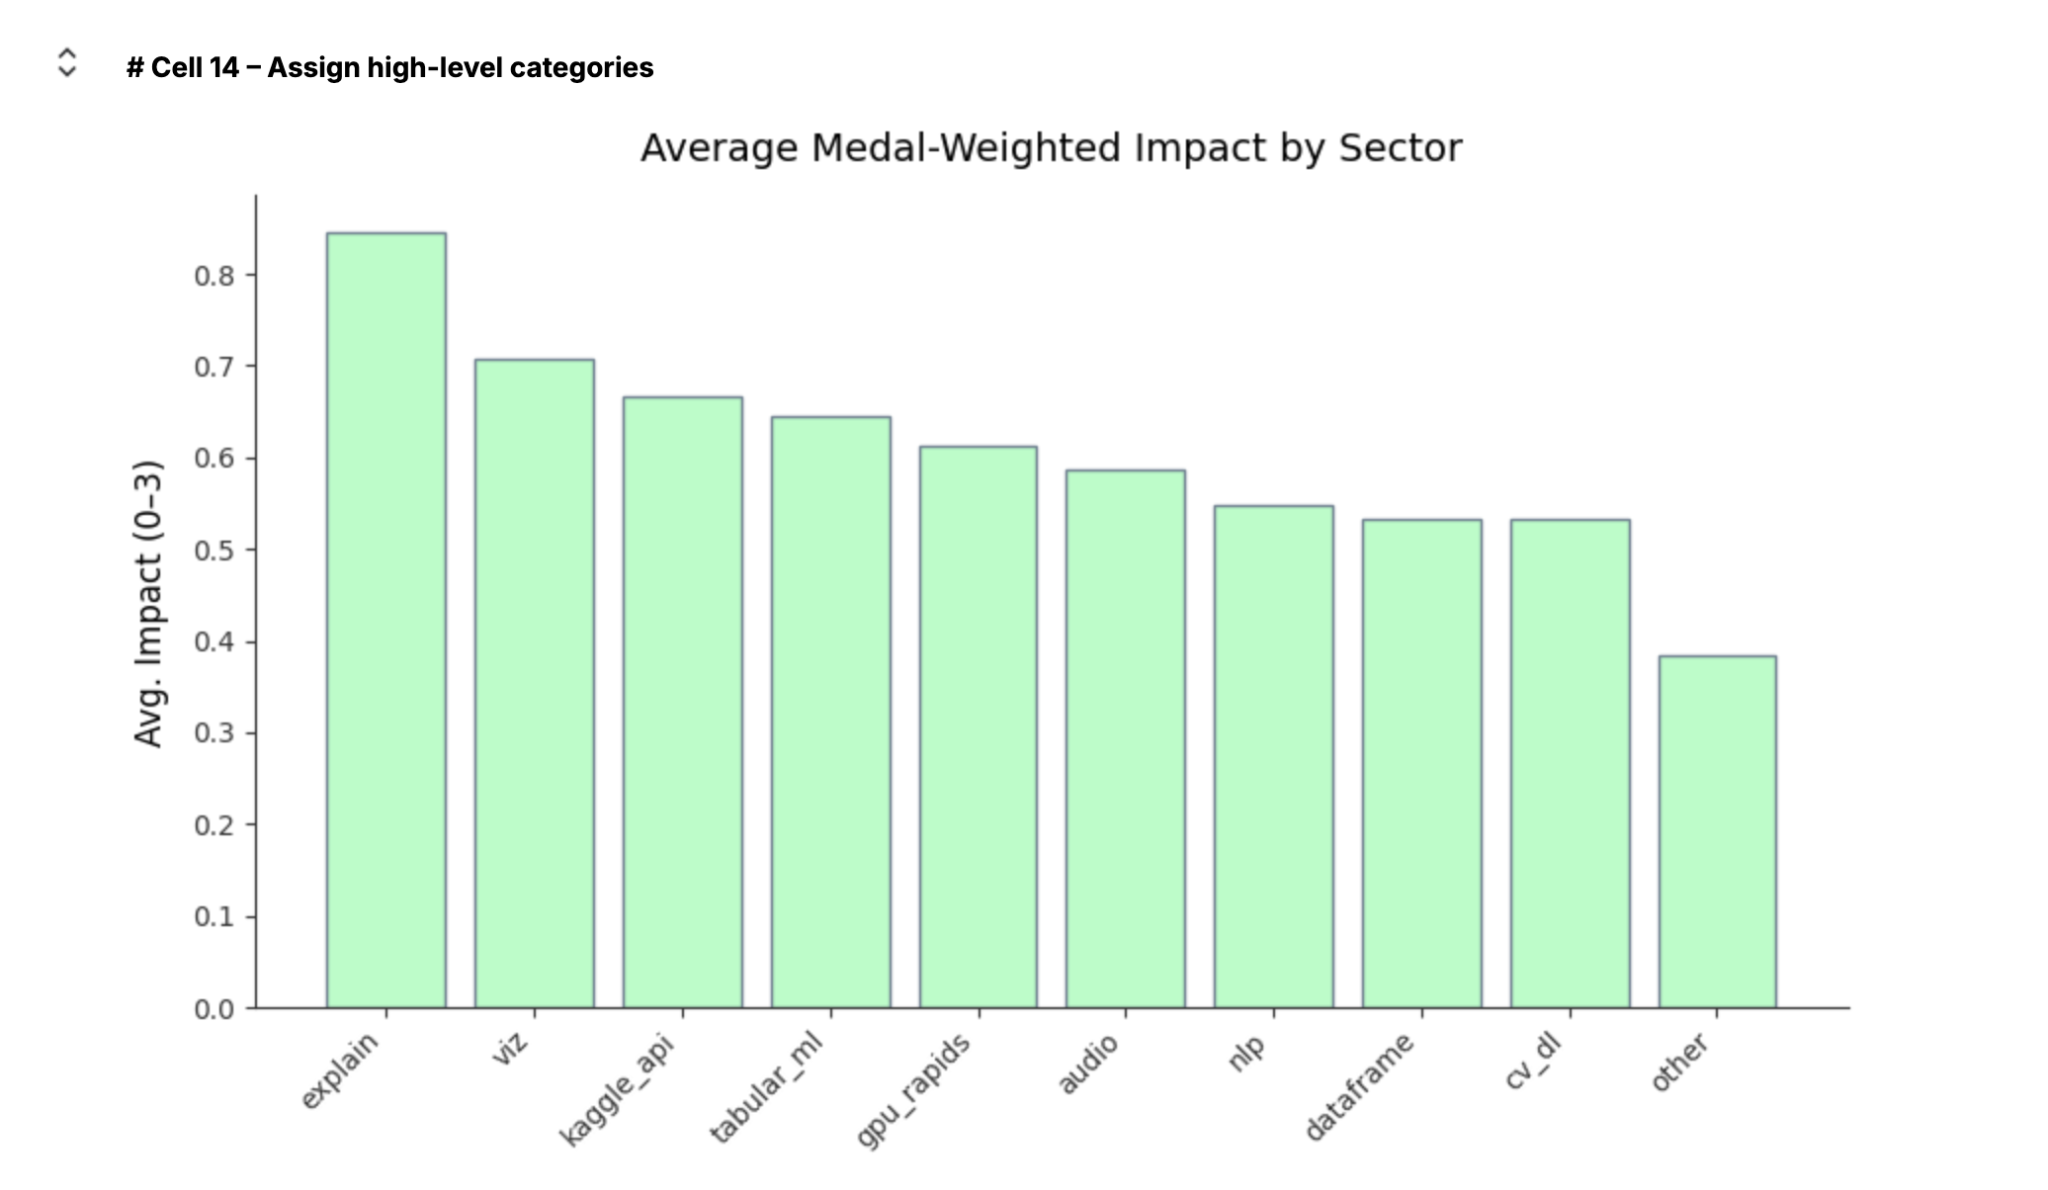 # Cell 14 – Assign high-level categories
Average Medal-Weighted Impact by Sector
Avg. Impact (0–3)
0.8
0.7
0.6
0.5
0.4
0.3
0.2
0.1
0.0
explain
viz
kaggle_api
tabular_ml
gpu_rapids
audio
nlp
dataframe
cv_dl
other